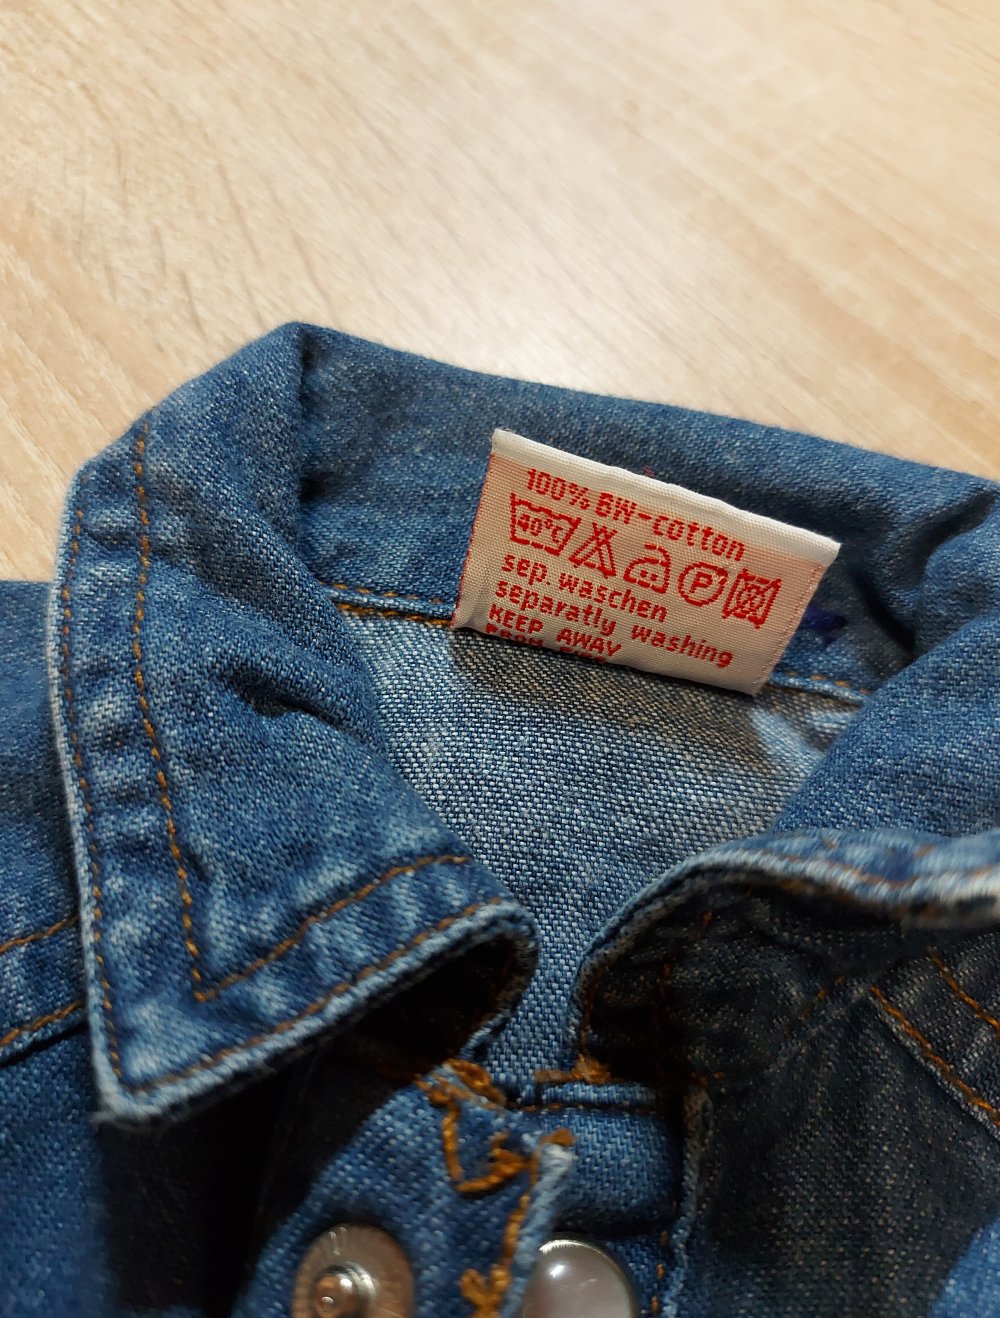 100% BW-cotton
40°C P
sep. waschen
separatly washing
KEEP AWAY